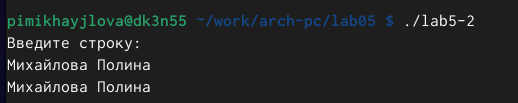 pimikhayjlova@dk3n55 ~/work/arch-pc/lab05 $ ./lab5-2
Введите строку:
Михайлова Полина
Михайлова Полина